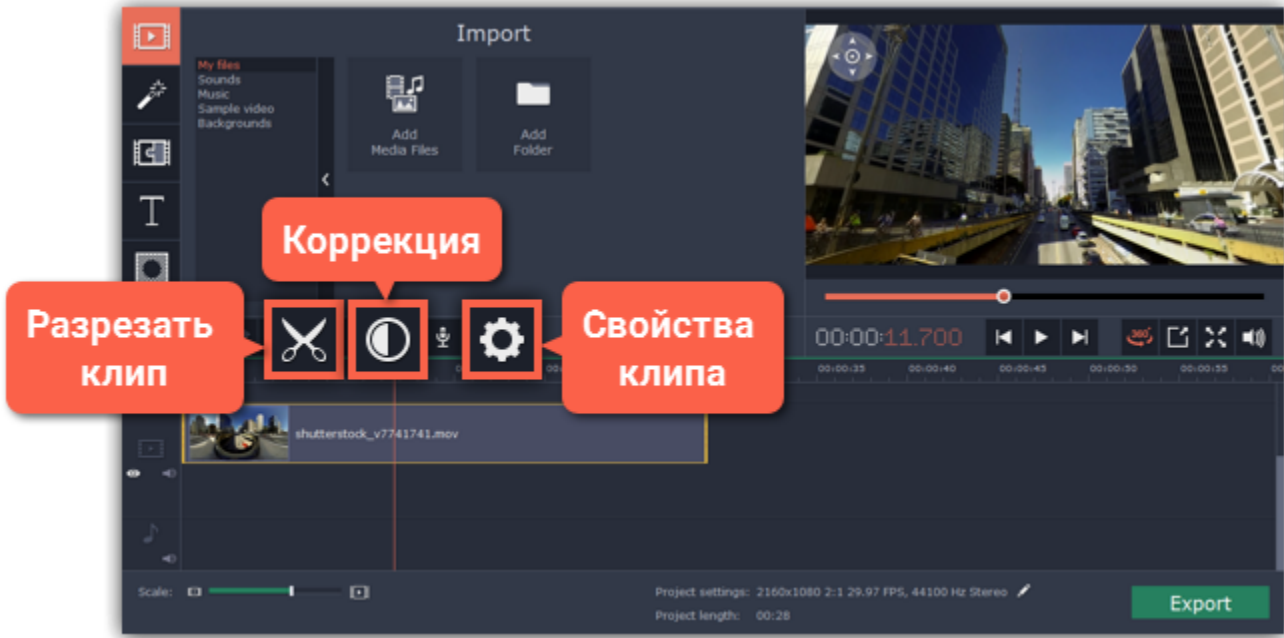 Import
My files
Sounds
Music
Sample video
Backgrounds
Add
Media Files
Add
Folder
T
Коррекция
Разрезать
клип
Свойства
клипа
00:00:11.700
360°
00:00:35 00:00:40 00:00:45 00:00:50 00:00:55
shutterstock_v7741741.mov
Scale:
Project settings: 2160x1080 2:1 29.97 FPS, 44100 Hz Stereo
Project length: 00:28
Export